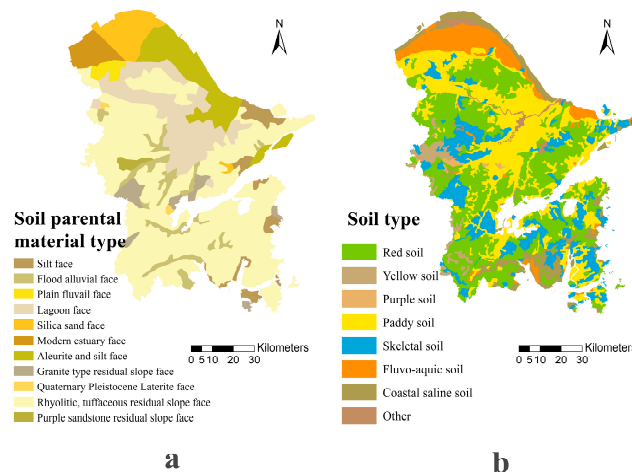 N
N
Soil parental
material type
Silt face
Flood alluvial face
Plain fluvail face
Lagoon face
Silica sand face
Modern estuary face
Aleurite and silt face
Granite type residual slope face
Quaternary Pleistocene Laterite face
Rhyolitic, tuffaceous residual slope face
Purple sandstone residual slope face
Kilometers
0 5 10 20 30
Soil type
Red soil
Yellow soil
Purple soil
Paddy soil
Skeletal soil
Fluvo-aquic soil
Coastal saline soil
Other
Kilometers
0 5 10 20 30
a
b